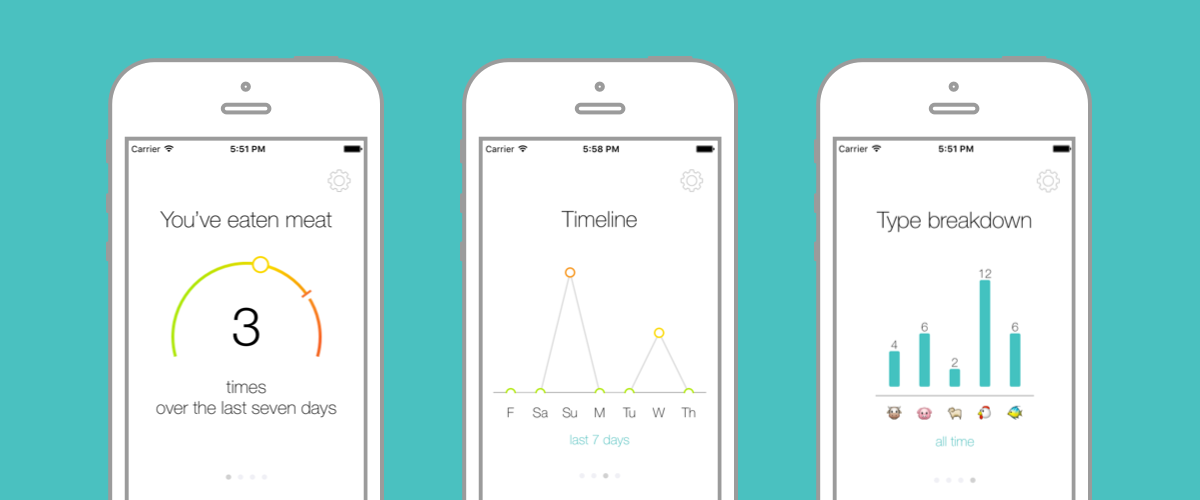 Carrier
5:51 PM
You've eaten meat
3
times
over the last seven days
Carrier
5:58 PM
Timeline
F Sa Su M Tu W Th
last 7 days
Carrier
5:51 PM
Type breakdown
4 6 2 12 6
all time